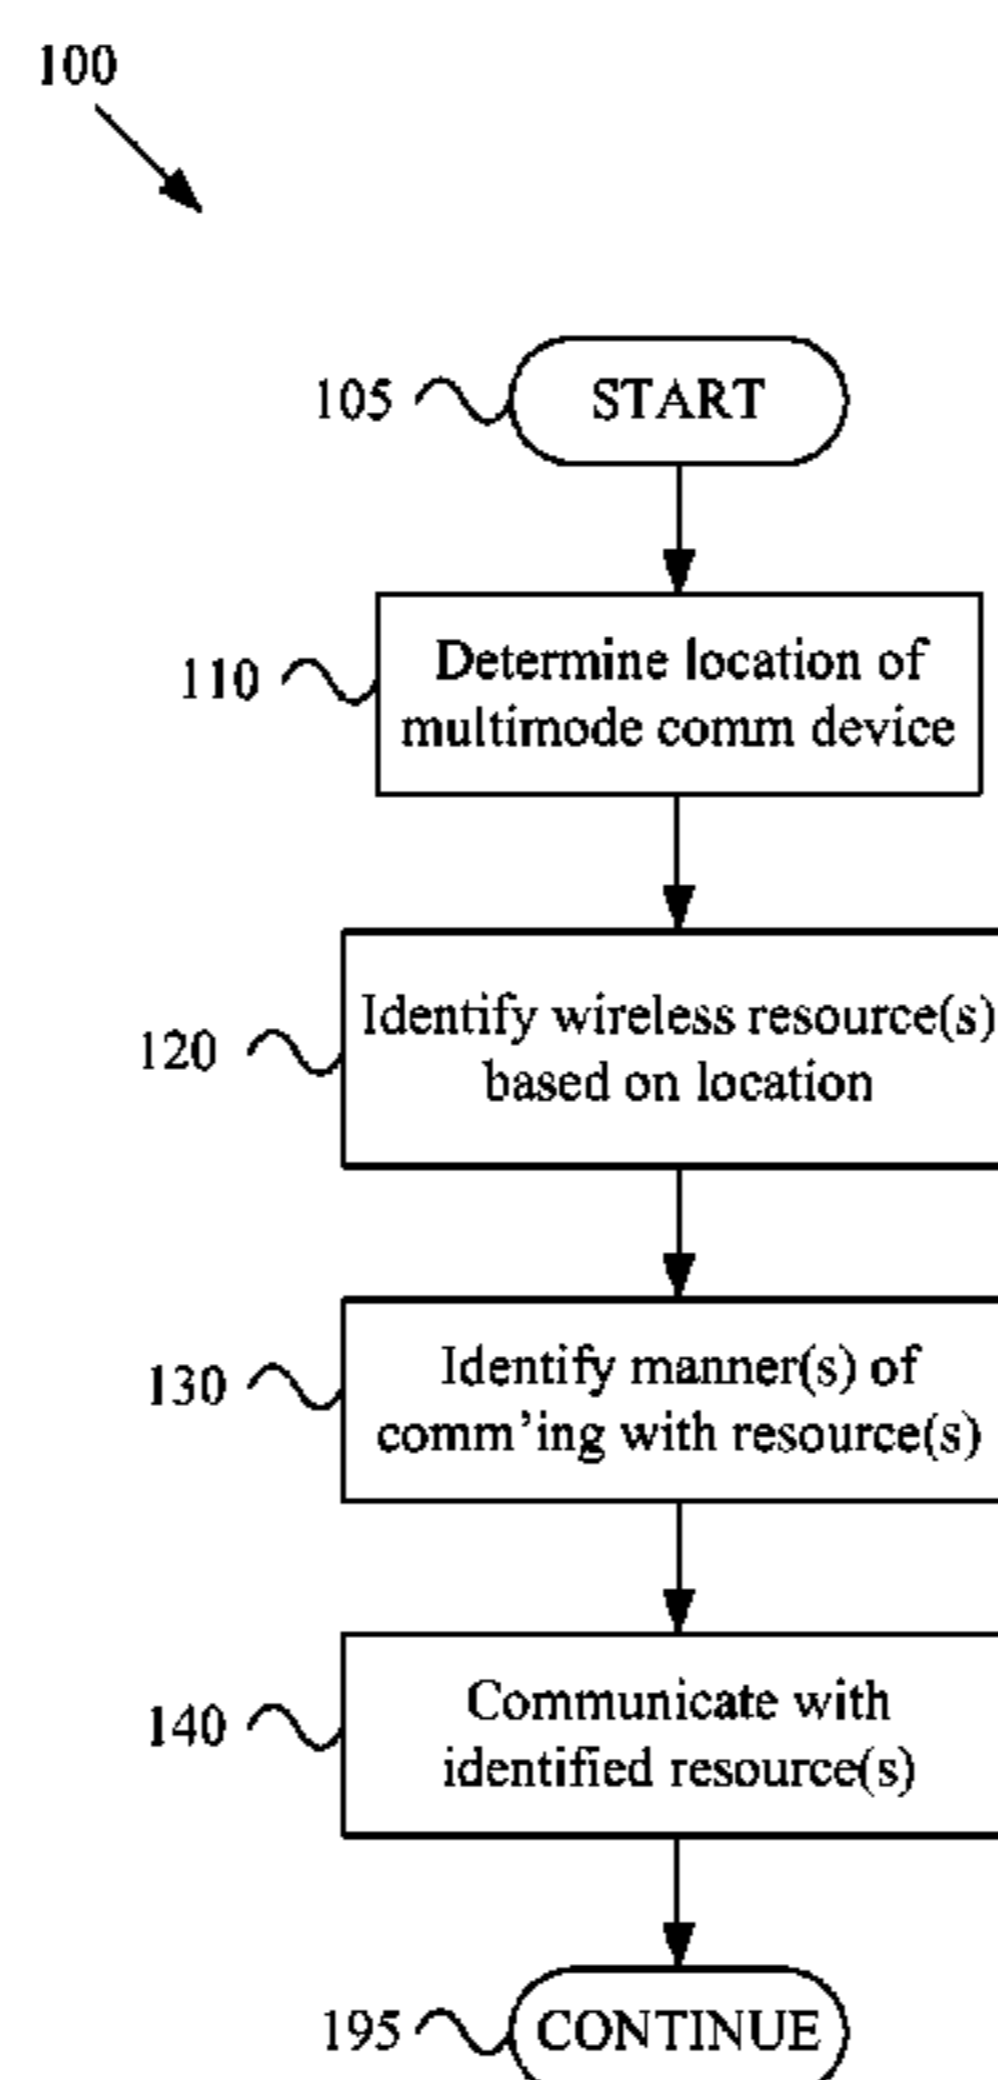 100
105 START
110 Determine location of
multimode comm device
120 Identify wireless resource(s)
based on location
130 Identify manner(s) of
comm'ing with resource(s)
140 Communicate with
identified resource(s)
195 CONTINUE